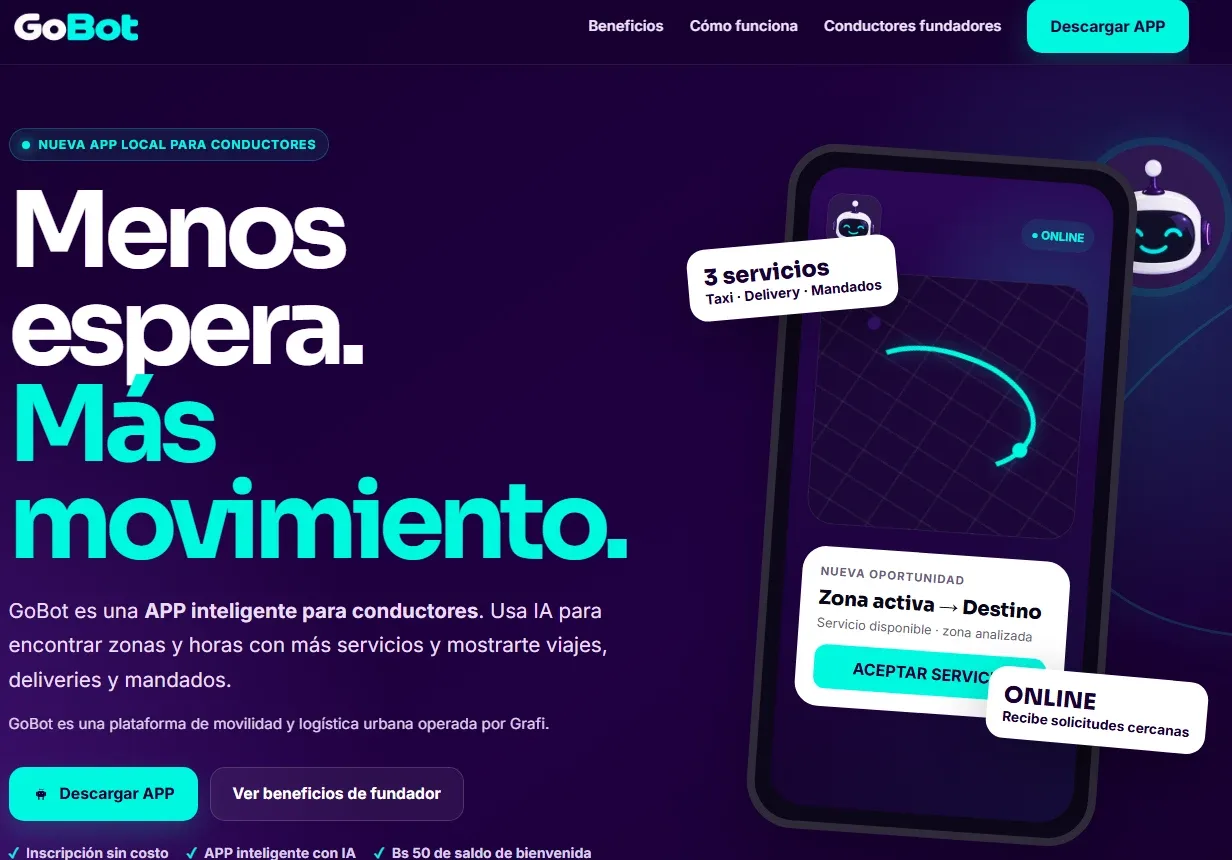 GoBot
Beneficios
Cómo funciona
Conductores fundadores
Descargar APP
NUEVA APP LOCAL PARA CONDUCTORES
Menos
espera.
Más
movimiento.
GoBot es una APP inteligente para conductores. Usa IA para
encontrar zonas y horas con más servicios y mostrarte viajes,
deliveries y mandados.
GoBot es una plataforma de movilidad y logística urbana operada por Grafi.
Descargar APP
Ver beneficios de fundador
✓ Inscripción sin costo
✓ APP inteligente con IA
✓ Bs 50 de saldo de bienvenida
ONLINE
3 servicios
Taxi · Delivery · Mandados
NUEVA OPORTUNIDAD
Zona activa → Destino
Servicio disponible · zona analizada
ACEPTAR SERVIC
ONLINE
Recibe solicitudes cercanas